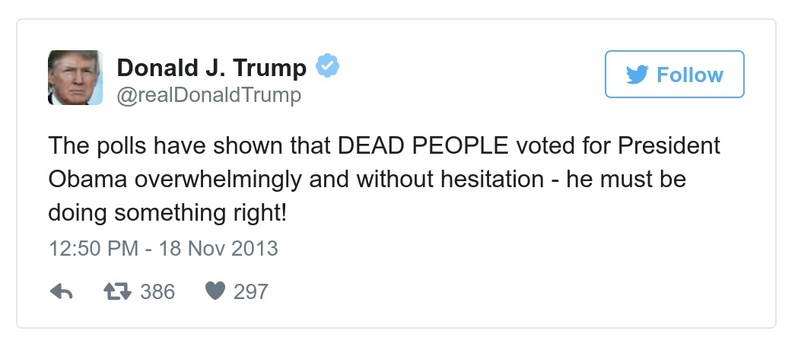 Donald J. Trump
@realDonaldTrump
Follow
The polls have shown that DEAD PEOPLE voted for President
Obama overwhelmingly and without hesitation - he must be
doing something right!
12:50 PM - 18 Nov 2013
386 297